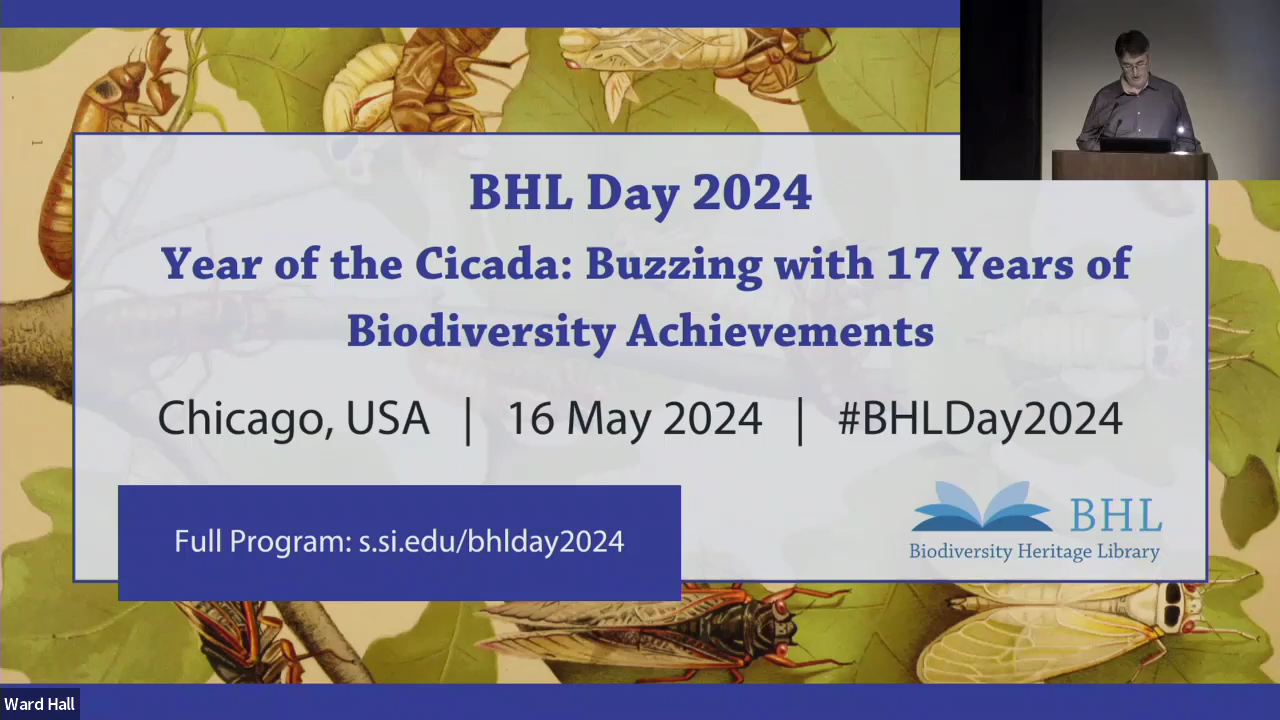 BHL Day 2024
Year of the Cicada: Buzzing with 17 Years of
Biodiversity Achievements
Chicago, USA | 16 May 2024 | #BHLDay2024
Full Program: s.si.edu/bhlday2024
BHL
Biodiversity Heritage Library
Ward Hall